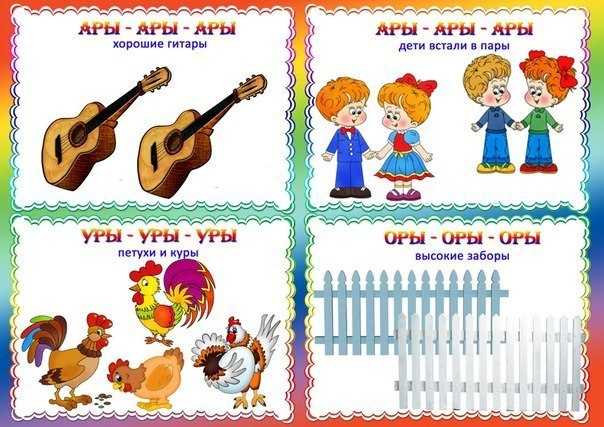 АРЫ - АРЫ - АРЫ
хорошие гитары
АРЫ - АРЫ - АРЫ
дети встали в пары
УРЫ - УРЫ - УРЫ
петухи и куры
ОРЫ - ОРЫ - ОРЫ
высокие заборы